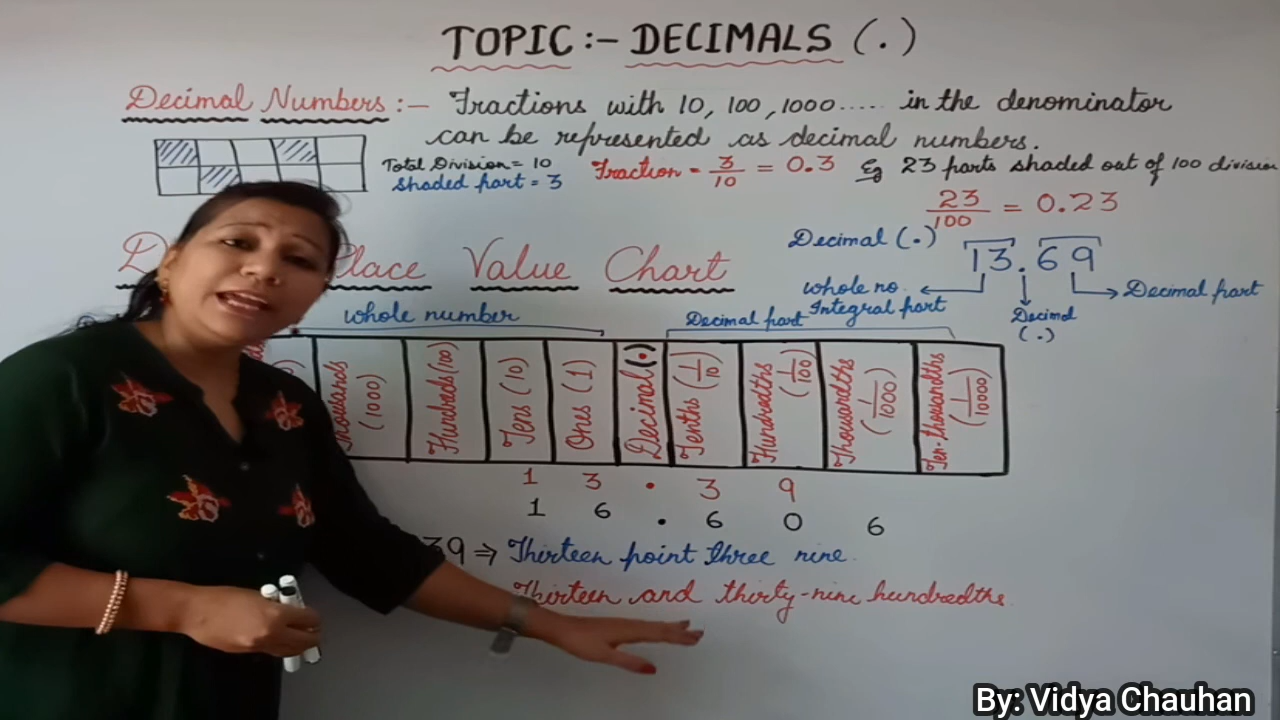 TOPIC :- DECIMALS (.)
Decimal Numbers :- Fractions with 10, 100, 1000..... in the denominator
can be represented as decimal numbers.
Total Division = 10
Shaded part = 3
Fraction = 3/10 = 0.3
Eg 23 parts shaded out of 100 division
23/100 = 0.23
Place Value Chart
Decimal (.)
13.69
whole no.
Integral part
Decimal
(.)
Decimal part
whole number
Decimal part
Thousands (1000)
Hundreds (100)
Tens (10)
Ons (1)
Decimal (.)
Tenths (1/10)
Hundredths (1/100)
Thousandths (1/1000)
Ten-thousandths (1/10000)
1 3 . 3 9
1 6 . 6 0 6
39 ⇒ Thirteen point three nine
Thirteen and thirty-nine hundredths.
By: Vidya Chauhan